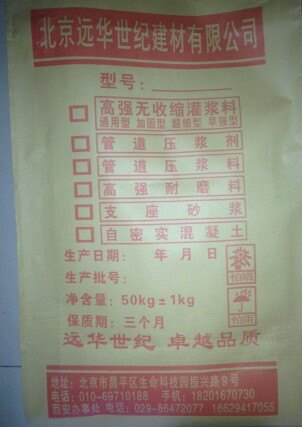 北京远华世纪建材有限公司
型号：
高强无收缩灌浆料
通用型 加固型 超细型 早强型
管道压浆剂
管道压浆料
高强耐磨料
支座砂浆
自密实混凝土
生产日期： 年 月 日
怕晒
生产批号：
净含量：50kg±1kg
怕雨
保质期：三个月
远华世纪 卓越品质
地址：北京市昌平区生命科技园振兴路9号
电话：010-69710188 手机：18201670730
西安办事处 电话：029-86472077 18629417055